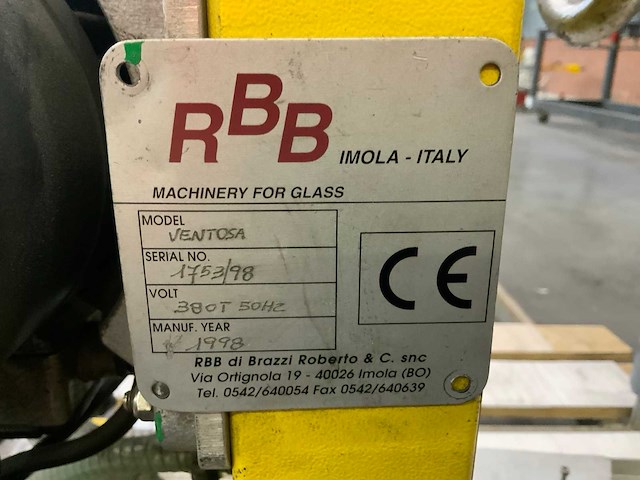 RBB IMOLA - ITALY
MACHINERY FOR GLASS
MODEL
VENTOSA
SERIAL NO.
1753/98
VOLT
380T 50Hz
MANUF. YEAR
1998
CE
RBB di Brazzi Roberto & C. snc
Via Ortignola 19 - 40026 Imola (BO)
Tel. 0542/640054 Fax 0542/640639